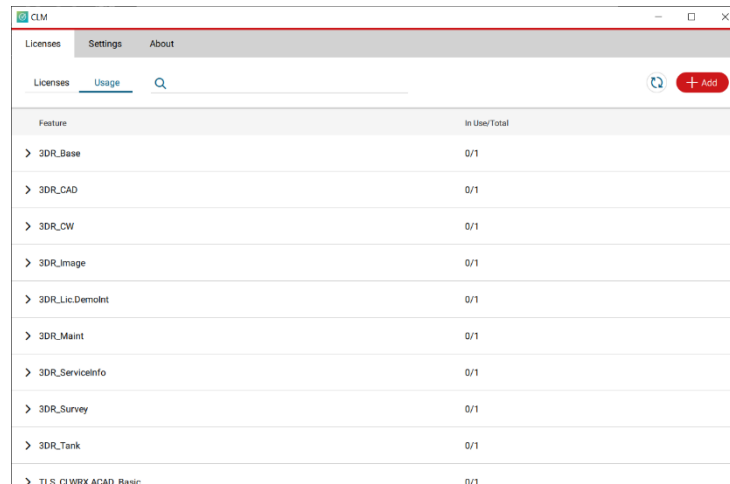 CLM
Licenses Settings About
Licenses Usage Add
Feature In Use/Total
3DR_Base 0/1
3DR_CAD 0/1
3DR_CW 0/1
3DR_Image 0/1
3DR_Lic.DemoInt 0/1
3DR_Maint 0/1
3DR_ServiceInfo 0/1
3DR_Survey 0/1
3DR_Tank 0/1
TLS_CLWRX.ACAD_Basic 0/1